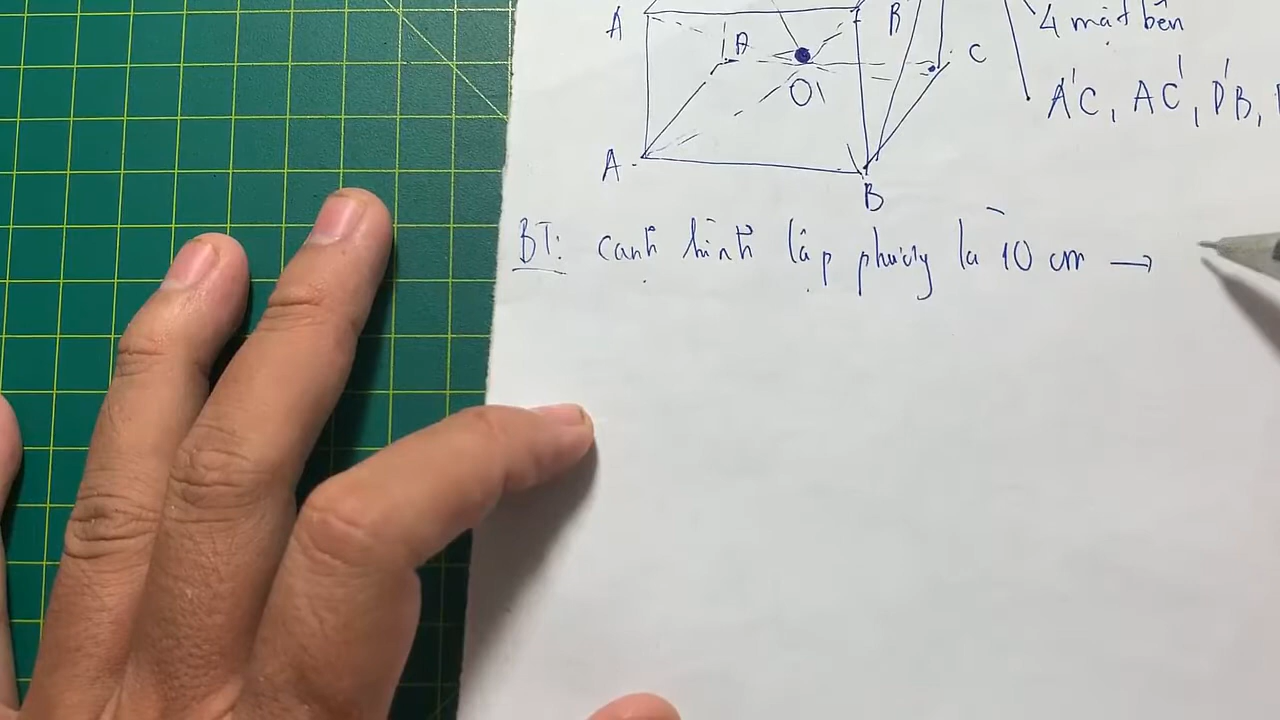 A
B'
4 mặt bên
A
C
O
A'C, AC', D'B,
A
B
BT: cạnh hình lập phương là 10 cm →